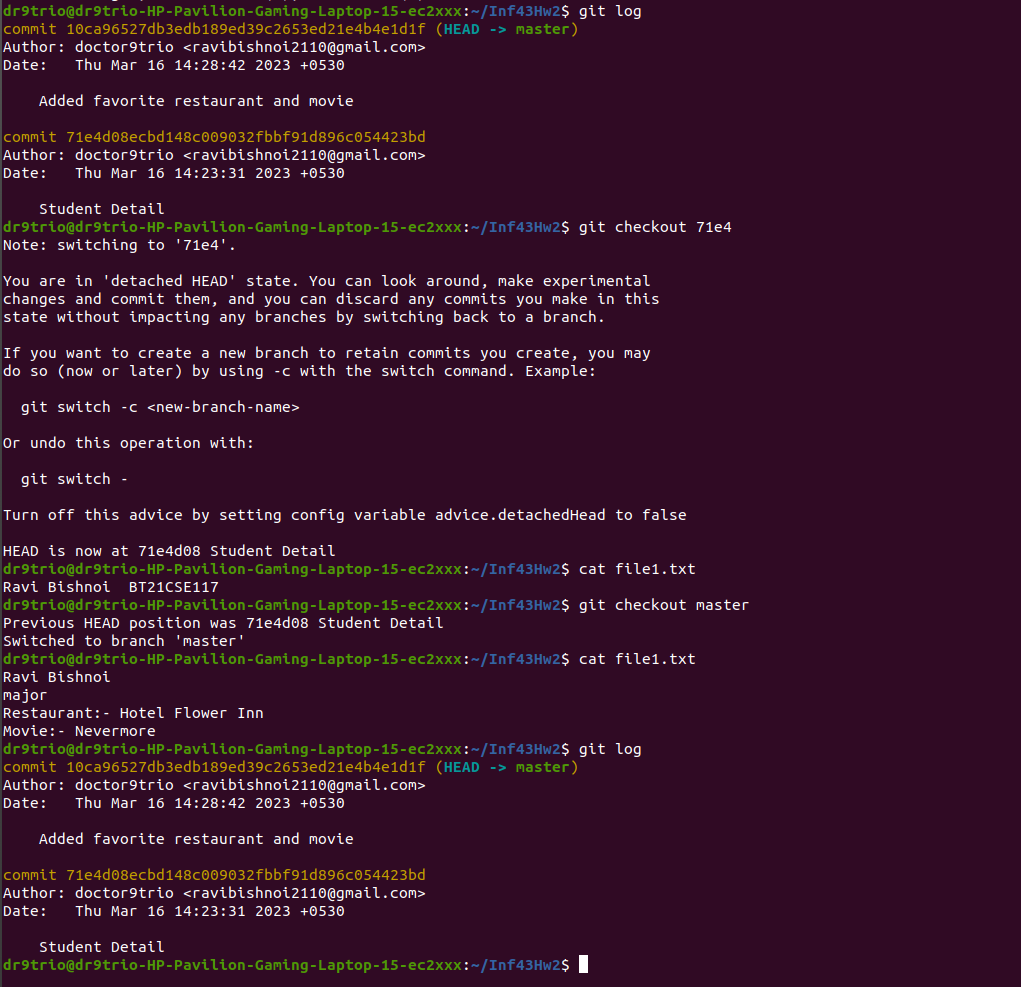 dr9trio@dr9trio-HP-Pavilion-Gaming-Laptop-15-ec2xxx:~/Inf43Hw2$ git log
commit 10ca96527db3edb189ed39c2653ed21e4b4e1d1f (HEAD -> master)
Author: doctor9trio <ravibishnoi2110@gmail.com>
Date:   Thu Mar 16 14:28:42 2023 +0530
    Added favorite restaurant and movie
commit 71e4d08ecbd148c009032fbbf91d896c054423bd
Author: doctor9trio <ravibishnoi2110@gmail.com>
Date:   Thu Mar 16 14:23:31 2023 +0530
    Student Detail
dr9trio@dr9trio-HP-Pavilion-Gaming-Laptop-15-ec2xxx:~/Inf43Hw2$ git checkout 71e4
Note: switching to '71e4'.
You are in 'detached HEAD' state. You can look around, make experimental
changes and commit them, and you can discard any commits you make in this
state without impacting any branches by switching back to a branch.
If you want to create a new branch to retain commits you create, you may
do so (now or later) by using -c with the switch command. Example:
  git switch -c <new-branch-name>
Or undo this operation with:
  git switch -
Turn off this advice by setting config variable advice.detachedHead to false
HEAD is now at 71e4d08 Student Detail
dr9trio@dr9trio-HP-Pavilion-Gaming-Laptop-15-ec2xxx:~/Inf43Hw2$ cat file1.txt
Ravi Bishnoi  BT21CSE117
dr9trio@dr9trio-HP-Pavilion-Gaming-Laptop-15-ec2xxx:~/Inf43Hw2$ git checkout master
Previous HEAD position was 71e4d08 Student Detail
Switched to branch 'master'
dr9trio@dr9trio-HP-Pavilion-Gaming-Laptop-15-ec2xxx:~/Inf43Hw2$ cat file1.txt
Ravi Bishnoi
major
Restaurant:- Hotel Flower Inn
Movie:- Nevermore
dr9trio@dr9trio-HP-Pavilion-Gaming-Laptop-15-ec2xxx:~/Inf43Hw2$ git log
commit 10ca96527db3edb189ed39c2653ed21e4b4e1d1f (HEAD -> master)
Author: doctor9trio <ravibishnoi2110@gmail.com>
Date:   Thu Mar 16 14:28:42 2023 +0530
    Added favorite restaurant and movie
commit 71e4d08ecbd148c009032fbbf91d896c054423bd
Author: doctor9trio <ravibishnoi2110@gmail.com>
Date:   Thu Mar 16 14:23:31 2023 +0530
    Student Detail
dr9trio@dr9trio-HP-Pavilion-Gaming-Laptop-15-ec2xxx:~/Inf43Hw2$